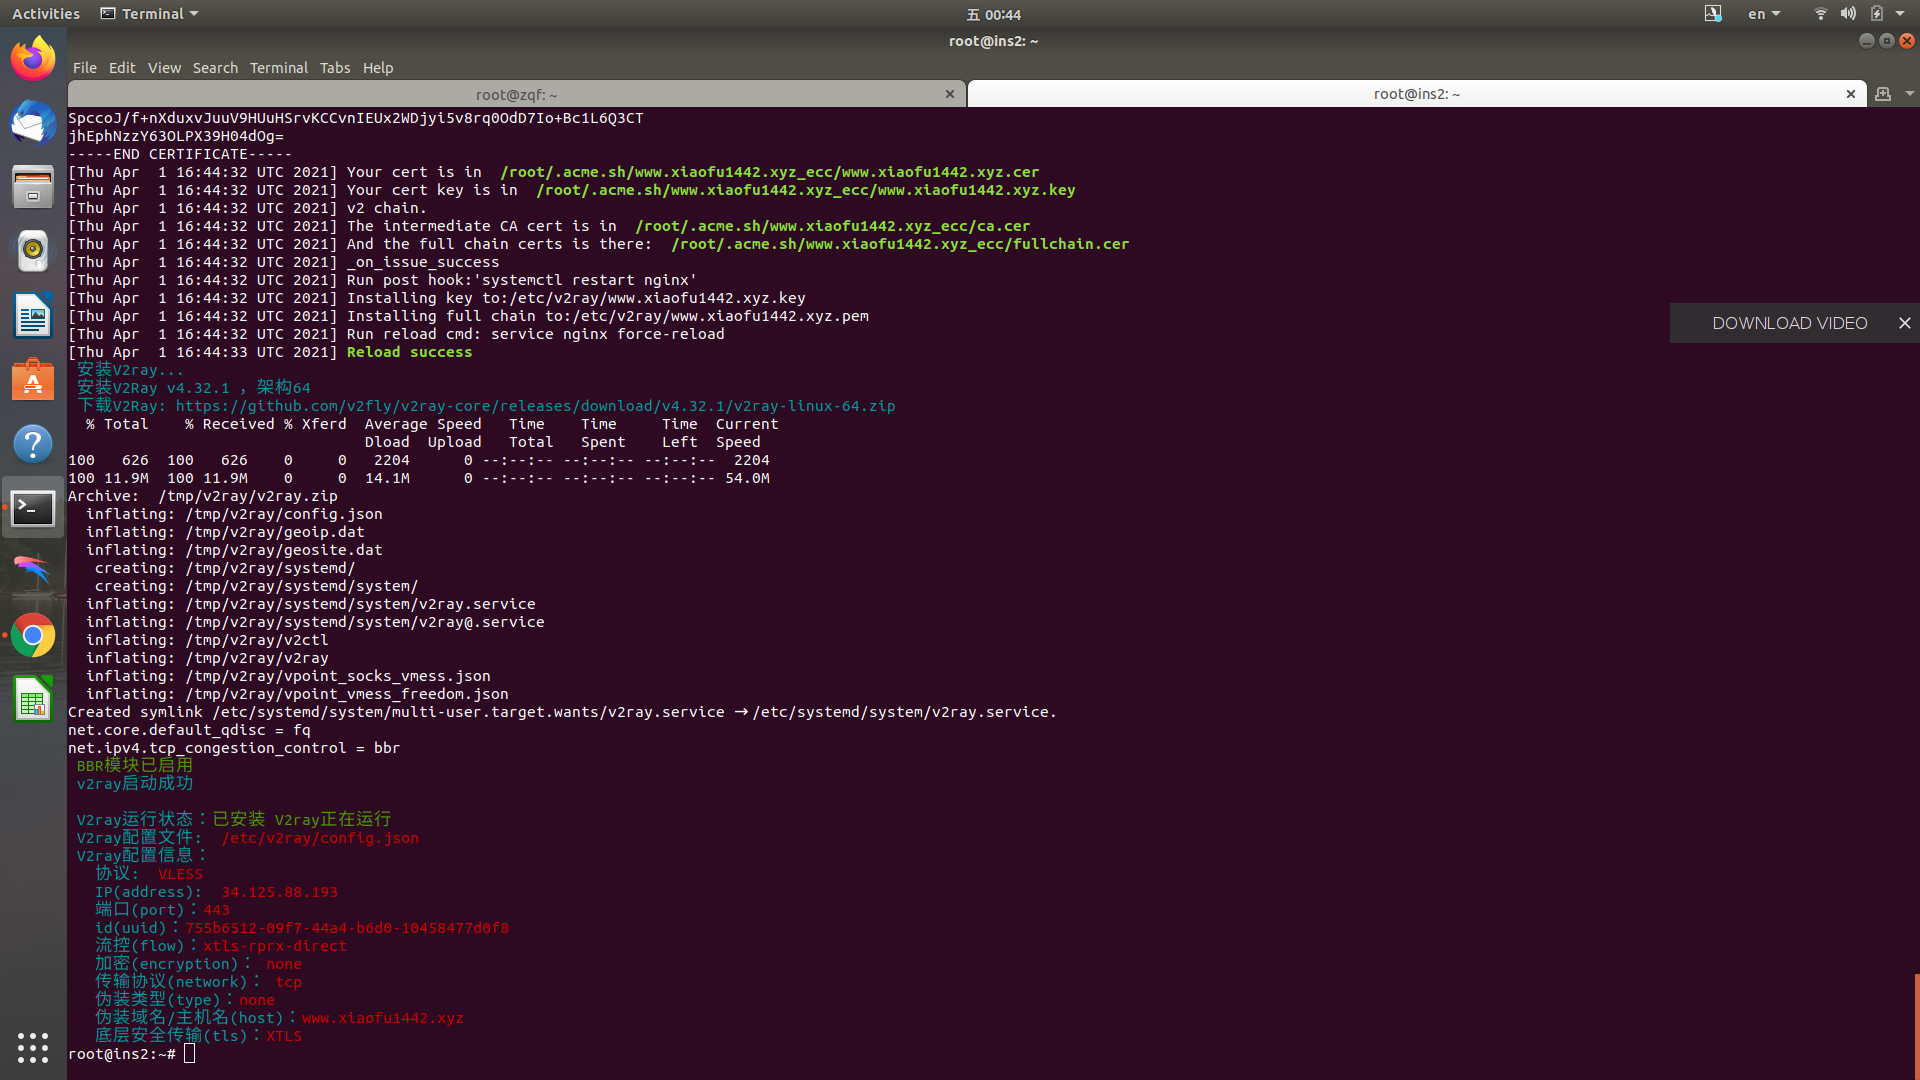 Activities
Terminal
五 00:44
en
root@ins2: ~
File Edit View Search Terminal Tabs Help
root@zqf: ~
root@ins2: ~
SpccoJ/f+nXduxvJuuV9HUuHSrvKCCvnIEUx2WDjyi5v8rq0OdD7Io+Bc1L6Q3CT
jhEphNzzY63OLPX39H04dOg=
-----END CERTIFICATE-----
[Thu Apr  1 16:44:32 UTC 2021] Your cert is in  /root/.acme.sh/www.xiaofu1442.xyz_ecc/www.xiaofu1442.xyz.cer
[Thu Apr  1 16:44:32 UTC 2021] Your cert key is in  /root/.acme.sh/www.xiaofu1442.xyz_ecc/www.xiaofu1442.xyz.key
[Thu Apr  1 16:44:32 UTC 2021] v2 chain.
[Thu Apr  1 16:44:32 UTC 2021] The intermediate CA cert is in  /root/.acme.sh/www.xiaofu1442.xyz_ecc/ca.cer
[Thu Apr  1 16:44:32 UTC 2021] And the full chain certs is there:  /root/.acme.sh/www.xiaofu1442.xyz_ecc/fullchain.cer
[Thu Apr  1 16:44:32 UTC 2021] _on_issue_success
[Thu Apr  1 16:44:32 UTC 2021] Run post hook:'systemctl restart nginx'
[Thu Apr  1 16:44:32 UTC 2021] Installing key to:/etc/v2ray/www.xiaofu1442.xyz.key
[Thu Apr  1 16:44:32 UTC 2021] Installing full chain to:/etc/v2ray/www.xiaofu1442.xyz.pem
DOWNLOAD VIDEO
[Thu Apr  1 16:44:32 UTC 2021] Run reload cmd: service nginx force-reload
[Thu Apr  1 16:44:33 UTC 2021] Reload success
安装V2ray...
安装V2Ray v4.32.1 ，架构64
下载V2Ray: https://github.com/v2fly/v2ray-core/releases/download/v4.32.1/v2ray-linux-64.zip
% Total    % Received % Xferd  Average Speed   Time    Time     Time  Current
Dload  Upload   Total   Spent    Left  Speed
100   626  100   626    0     0   2204      0 --:--:-- --:--:-- --:--:--  2204
100 11.9M  100 11.9M    0     0  14.1M      0 --:--:-- --:--:-- --:--:-- 54.0M
Archive:  /tmp/v2ray/v2ray.zip
inflating: /tmp/v2ray/config.json
inflating: /tmp/v2ray/geoip.dat
inflating: /tmp/v2ray/geosite.dat
creating: /tmp/v2ray/systemd/
creating: /tmp/v2ray/systemd/system/
inflating: /tmp/v2ray/systemd/system/v2ray.service
inflating: /tmp/v2ray/systemd/system/v2ray@.service
inflating: /tmp/v2ray/v2ctl
inflating: /tmp/v2ray/v2ray
inflating: /tmp/v2ray/vpoint_socks_vmess.json
inflating: /tmp/v2ray/vpoint_vmess_freedom.json
Created symlink /etc/systemd/system/multi-user.target.wants/v2ray.service → /etc/systemd/system/v2ray.service.
net.core.default_qdisc = fq
net.ipv4.tcp_congestion_control = bbr
BBR模块已启用
v2ray启动成功
V2ray运行状态：已安装 V2ray正在运行
V2ray配置文件:  /etc/v2ray/config.json
V2ray配置信息：
协议:  VLESS
IP(address):  34.125.88.193
端口(port)：443
id(uuid)：755b6512-09f7-44a4-b6d0-10458477d0f8
流控(flow)：xtls-rprx-direct
加密(encryption)： none
传输协议(network)： tcp
伪装类型(type)：none
伪装域名/主机名(host)：www.xiaofu1442.xyz
底层安全传输(tls)：XTLS
root@ins2:~#